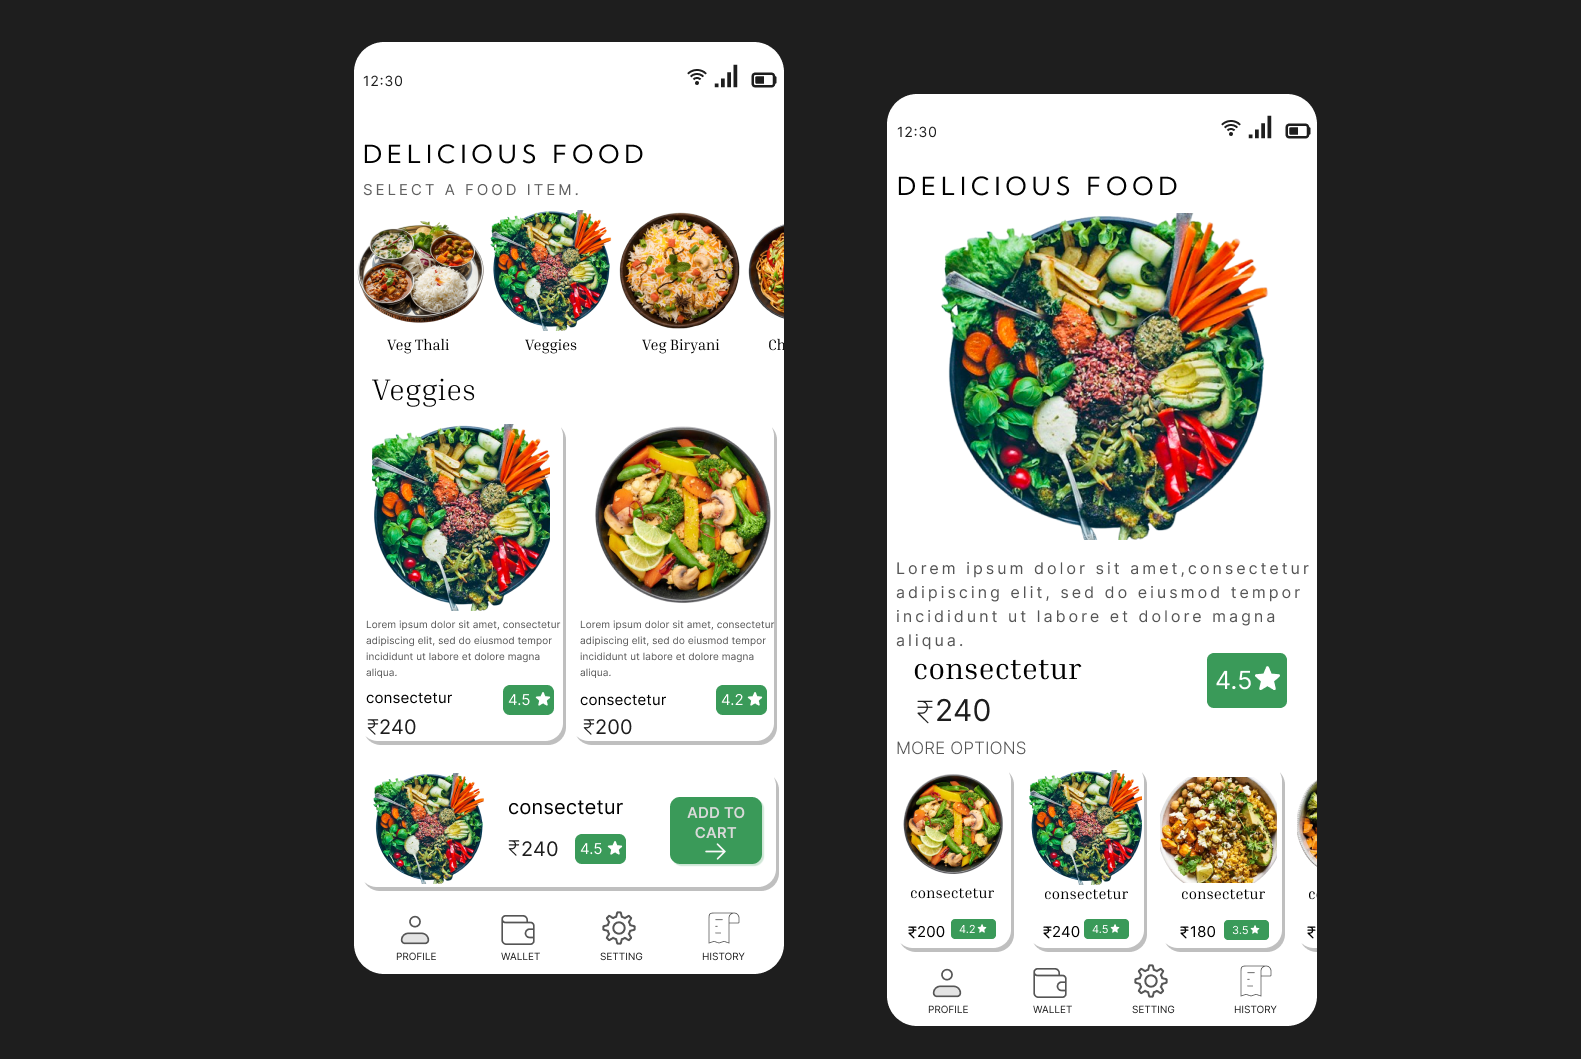 12:30
DELICIOUS FOOD
SELECT A FOOD ITEM.
Veg Thali
Veggies
Veg Biryani
Ch
Veggies
Lorem ipsum dolor sit amet, consectetur
adipiscing elit, sed do eiusmod tempor
incididunt ut labore et dolore magna
aliqua.
consectetur
4.5
₹240
Lorem ipsum dolor sit amet, consectetur
adipiscing elit, sed do eiusmod tempor
incididunt ut labore et dolore magna
aliqua.
consectetur
4.2
₹200
consectetur
₹240
4.5
ADD TO
CART
PROFILE
WALLET
SETTING
HISTORY
12:30
DELICIOUS FOOD
Lorem ipsum dolor sit amet,consectetur
adipiscing elit, sed do eiusmod tempor
incididunt ut labore et dolore magna
aliqua.
consectetur
4.5
₹240
MORE OPTIONS
consectetur
₹200
4.2
consectetur
₹240
4.5
consectetur
₹180
3.5
c
₹
PROFILE
WALLET
SETTING
HISTORY